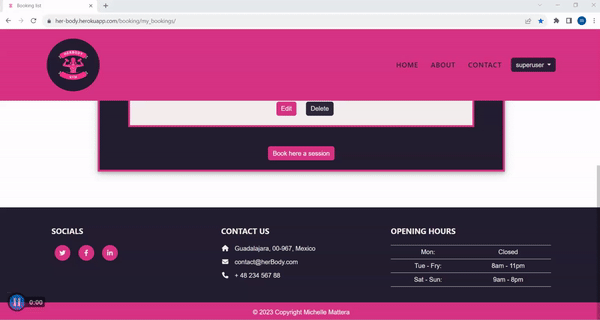 Booking list
her-body.herokuapp.com/booking/my_bookings/
HERBODY
GYM
HOME ABOUT CONTACT superuser
Edit Delete
Book here a session
SOCIALS CONTACT US OPENING HOURS
Guadalajara, 00-967, Mexico
contact@herBody.com
+ 48 234 567 88
Mon: Closed
Tue - Fri: 8am - 11pm
Sat - Sun: 9am - 8pm
0:00
© 2023 Copyright Michelle Mattera